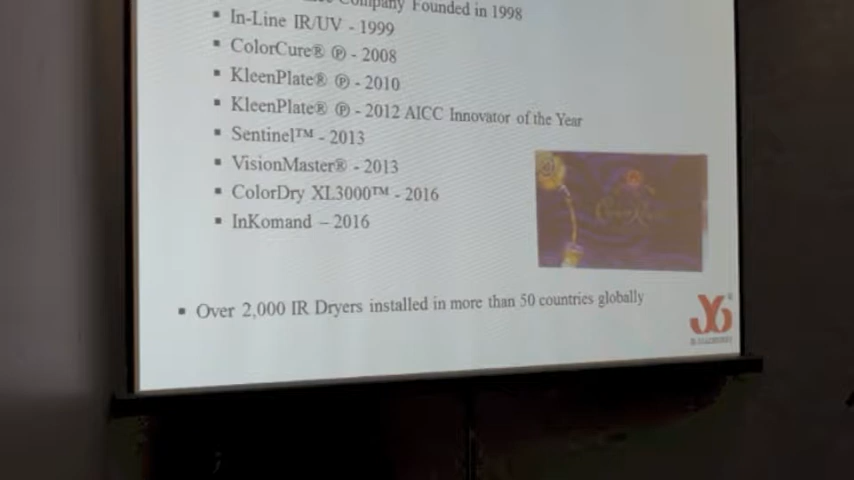 Company Founded in 1998
▪ In-Line IR/UV - 1999
▪ ColorCure® Ⓟ - 2008
▪ KleenPlate® Ⓟ - 2010
▪ KleenPlate® Ⓟ - 2012 AICC Innovator of the Year
▪ Sentinel™ - 2013
▪ VisionMaster® - 2013
▪ ColorDry XL3000™ - 2016
▪ InKomand – 2016
▪ Over 2,000 IR Dryers installed in more than 50 countries globally